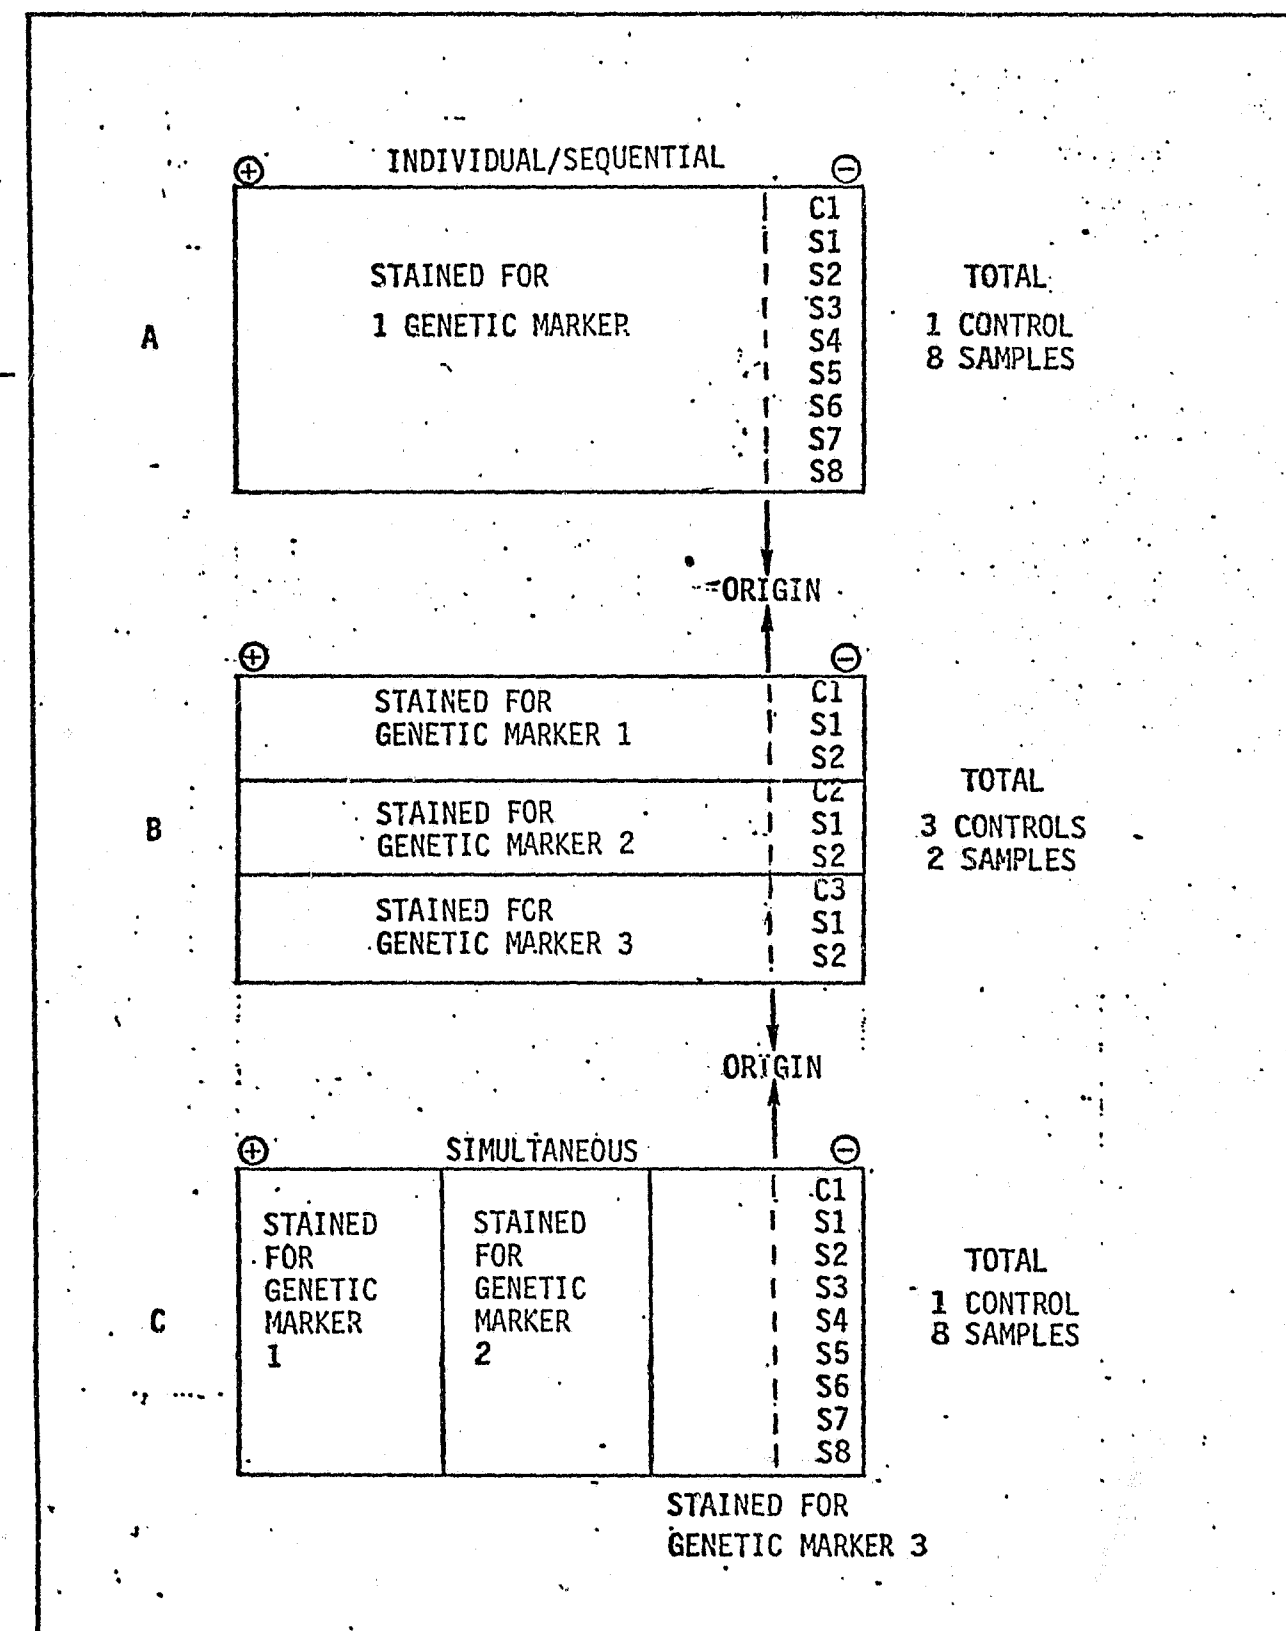 INDIVIDUAL/SEQUENTIAL
⊕
⊖
A
STAINED FOR
1 GENETIC MARKER
C1
S1
S2
S3
S4
S5
S6
S7
S8
TOTAL
1 CONTROL
8 SAMPLES
ORIGIN
⊕
⊖
B
STAINED FOR
GENETIC MARKER 1
C1
S1
S2
STAINED FOR
GENETIC MARKER 2
C2
S1
S2
STAINED FOR
GENETIC MARKER 3
C3
S1
S2
TOTAL
3 CONTROLS
2 SAMPLES
ORIGIN
⊕
SIMULTANEOUS
⊖
C
STAINED
FOR
GENETIC
MARKER
1
STAINED
FOR
GENETIC
MARKER
2
C1
S1
S2
S3
S4
S5
S6
S7
S8
TOTAL
1 CONTROL
8 SAMPLES
STAINED FOR
GENETIC MARKER 3